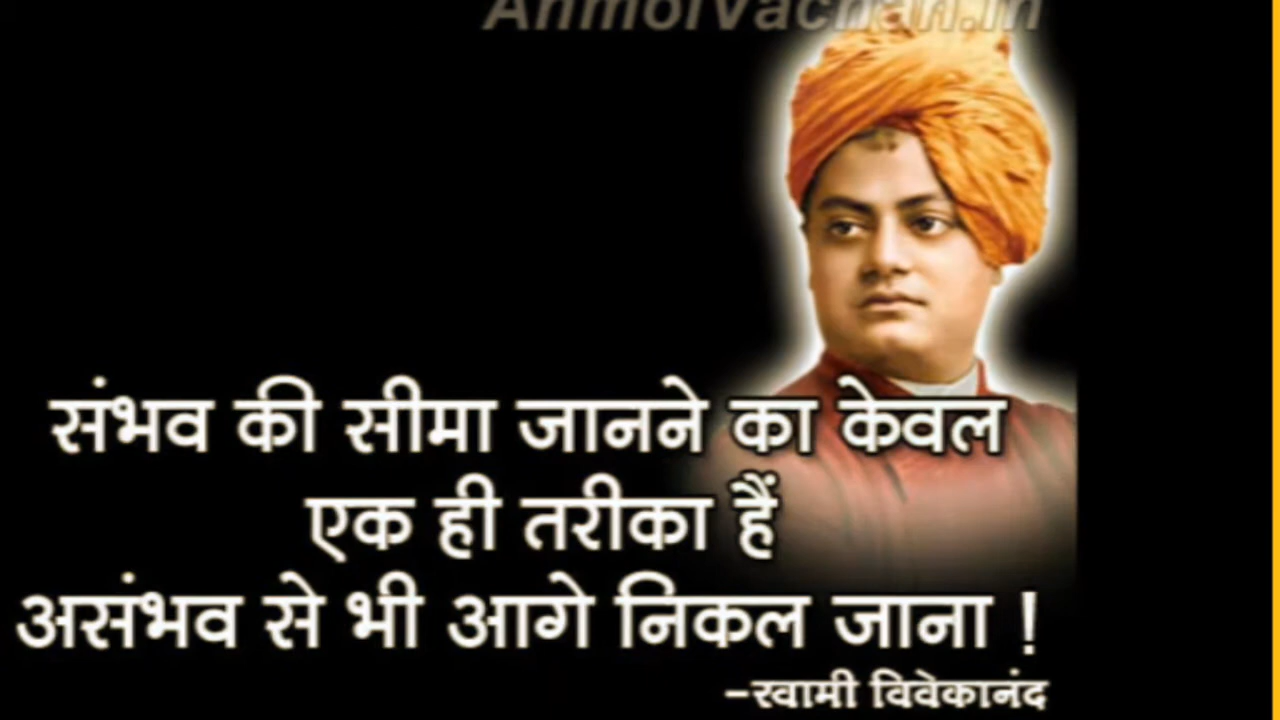 AnmolVachan.in
संभव की सीमा जानने का केवल
एक ही तरीका हैं
असंभव से भी आगे निकल जाना !
-स्वामी विवेकानंद